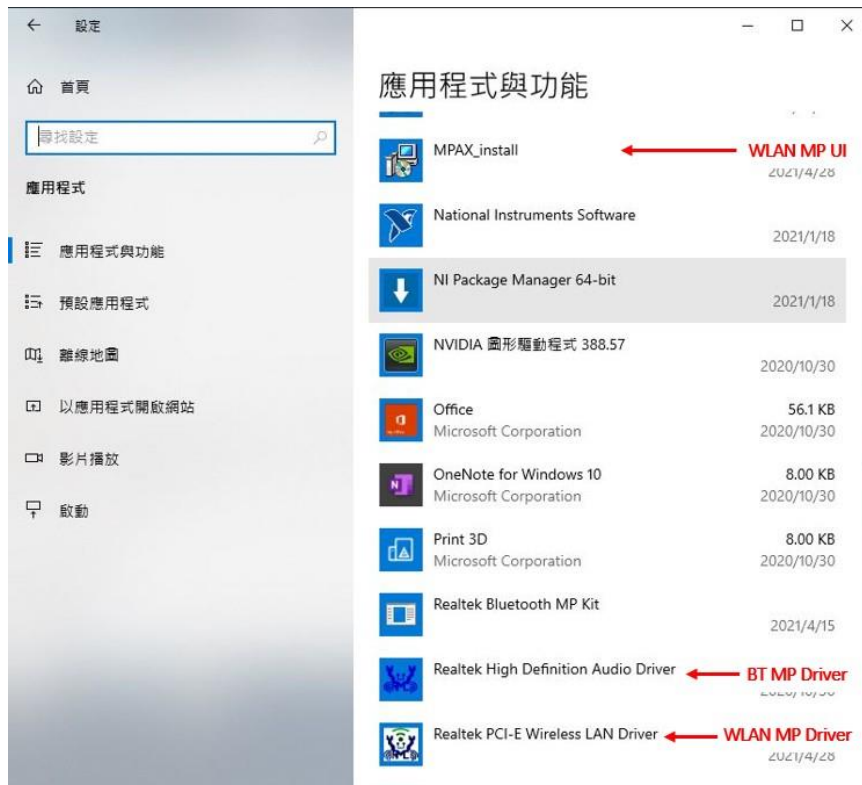 設定
首頁
尋找設定
應用程式
應用程式與功能
預設應用程式
離線地圖
以應用程式開啟網站
影片播放
啟動
應用程式與功能
MPAX_install
WLAN MP UI
2021/4/28
National Instruments Software
2021/1/18
NI Package Manager 64-bit
2021/1/18
NVIDIA 圖形驅動程式 388.57
2020/10/30
Office
56.1 KB
Microsoft Corporation
2020/10/30
OneNote for Windows 10
8.00 KB
Microsoft Corporation
2020/10/30
Print 3D
8.00 KB
Microsoft Corporation
2020/10/30
Realtek Bluetooth MP Kit
2021/4/15
Realtek High Definition Audio Driver
BT MP Driver
Realtek PCI-E Wireless LAN Driver
WLAN MP Driver
2021/4/28